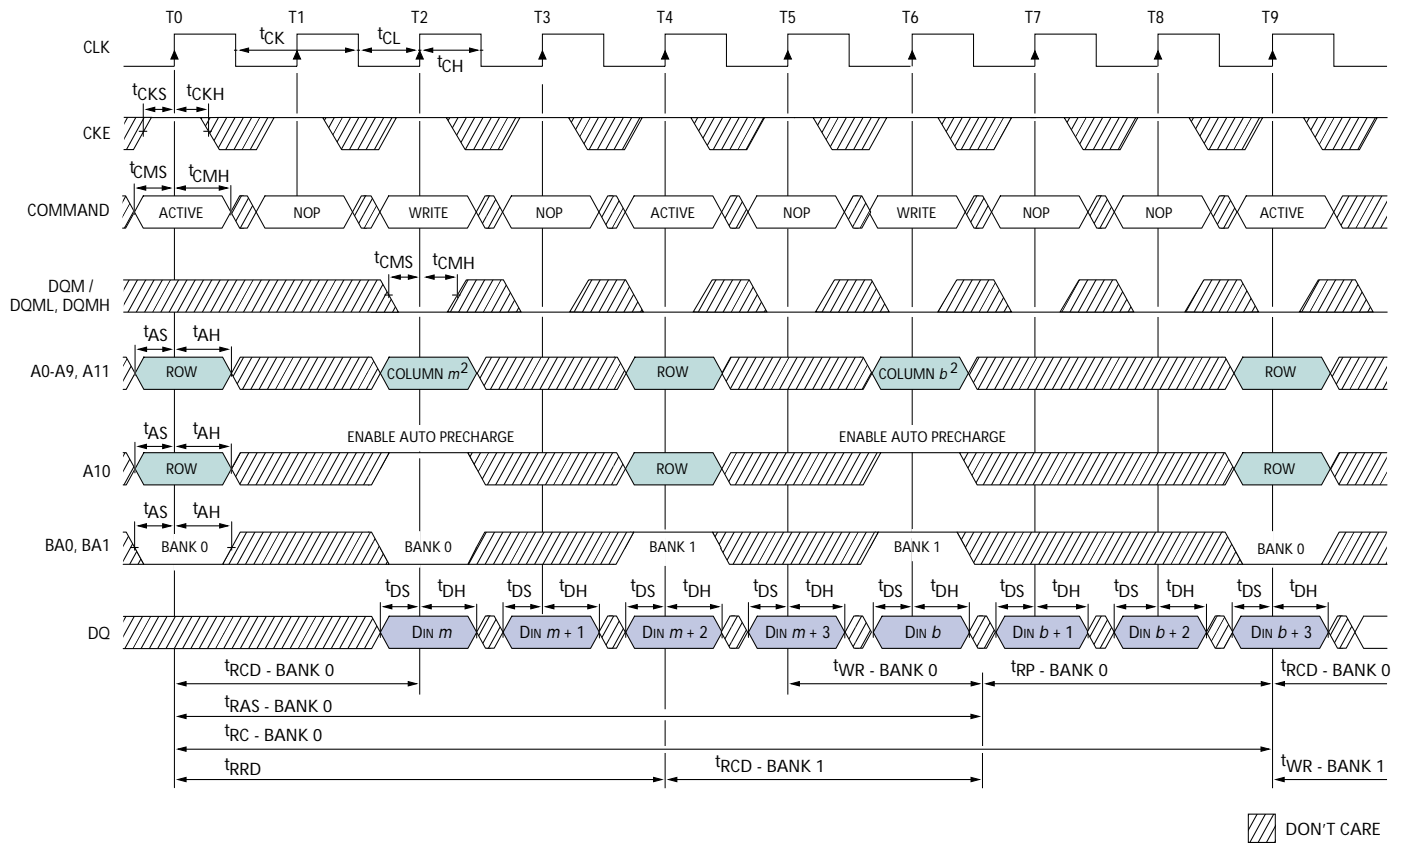 T0 T1 T2 T3 T4 T5 T6 T7 T8 T9
CLK tCK tCL tCH
tCKS tCKH
CKE
tCMS tCMH
COMMAND ACTIVE NOP WRITE NOP ACTIVE NOP WRITE NOP NOP ACTIVE
tCMS tCMH
DQM /
DQML, DQMH
tAS tAH
A0-A9, A11 ROW COLUMN m2 ROW COLUMN b2 ROW
tAS tAH ENABLE AUTO PRECHARGE ENABLE AUTO PRECHARGE
A10 ROW ROW ROW
tAS tAH
BA0, BA1 BANK 0 BANK 0 BANK 1 BANK 1 BANK 0
tDS tDH tDS tDH tDS tDH tDS tDH tDS tDH tDS tDH tDS tDH tDS tDH
DQ DIN m DIN m + 1 DIN m + 2 DIN m + 3 DIN b DIN b + 1 DIN b + 2 DIN b + 3
tRCD - BANK 0 tWR - BANK 0 tRP - BANK 0 tRCD - BANK 0
tRAS - BANK 0
tRC - BANK 0
tRRD tRCD - BANK 1 tWR - BANK 1
DON'T CARE